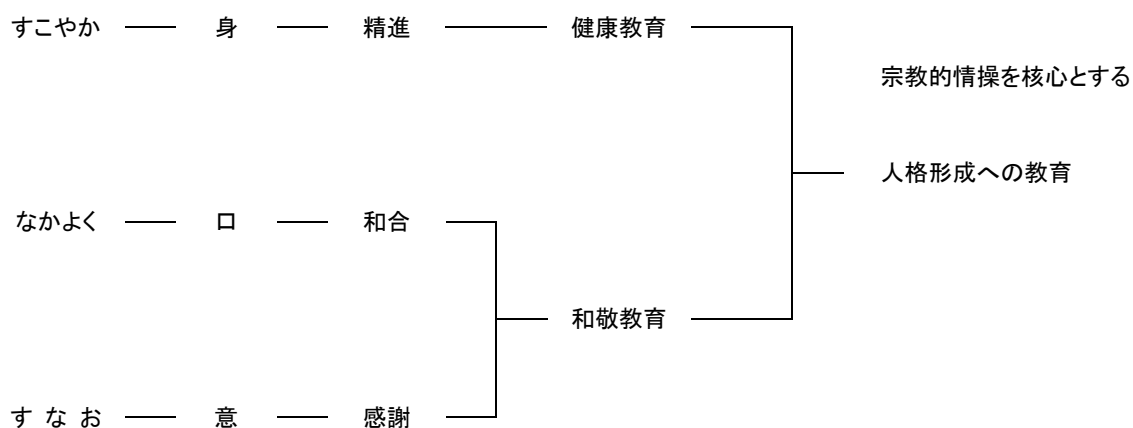 すこやか 身 精進 健康教育
宗教的情操を核心とする
人格形成への教育
なかよく 口 和合
和敬教育
す な お 意 感謝